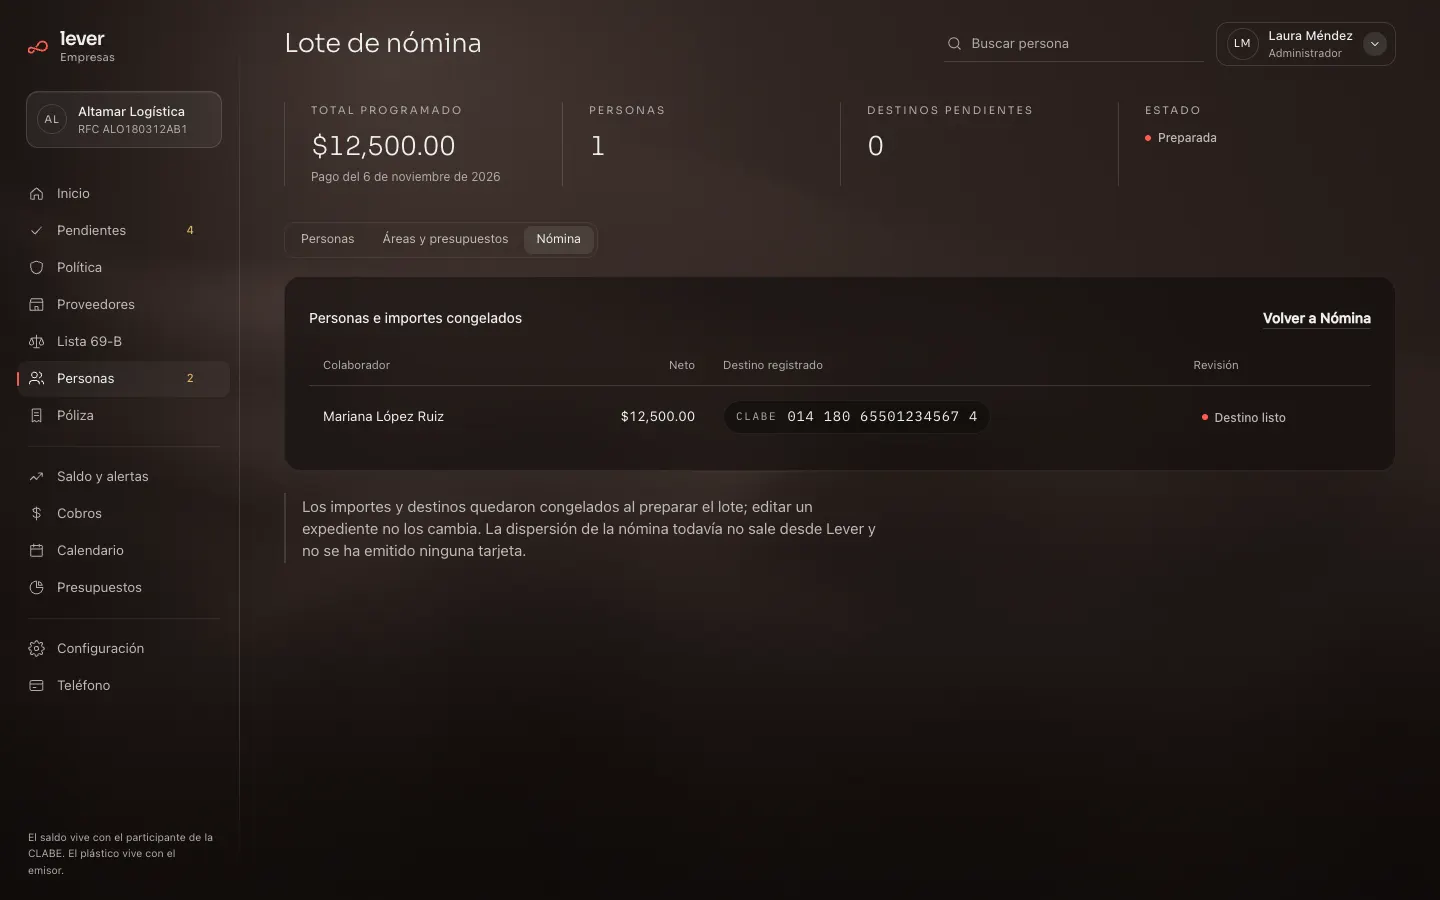 lever
Empresas
AL
Altamar Logística
RFC ALO180312AB1
Inicio
Pendientes 4
Política
Proveedores
Lista 69-B
Personas 2
Póliza
Saldo y alertas
Cobros
Calendario
Presupuestos
Configuración
Teléfono
El saldo vive con el participante de la
CLABE. El plástico vive con el
emisor.
Lote de nómina
Buscar persona
LM
Laura Méndez
Administrador
TOTAL PROGRAMADO
$12,500.00
Pago del 6 de noviembre de 2026
PERSONAS
1
DESTINOS PENDIENTES
0
ESTADO
Preparada
Personas Áreas y presupuestos Nómina
Personas e importes congelados Volver a Nómina
Colaborador Neto Destino registrado Revisión
Mariana López Ruiz $12,500.00 CLABE 014 180 65501234567 4 Destino listo
Los importes y destinos quedaron congelados al preparar el lote; editar un
expediente no los cambia. La dispersión de la nómina todavía no sale desde Lever y
no se ha emitido ninguna tarjeta.